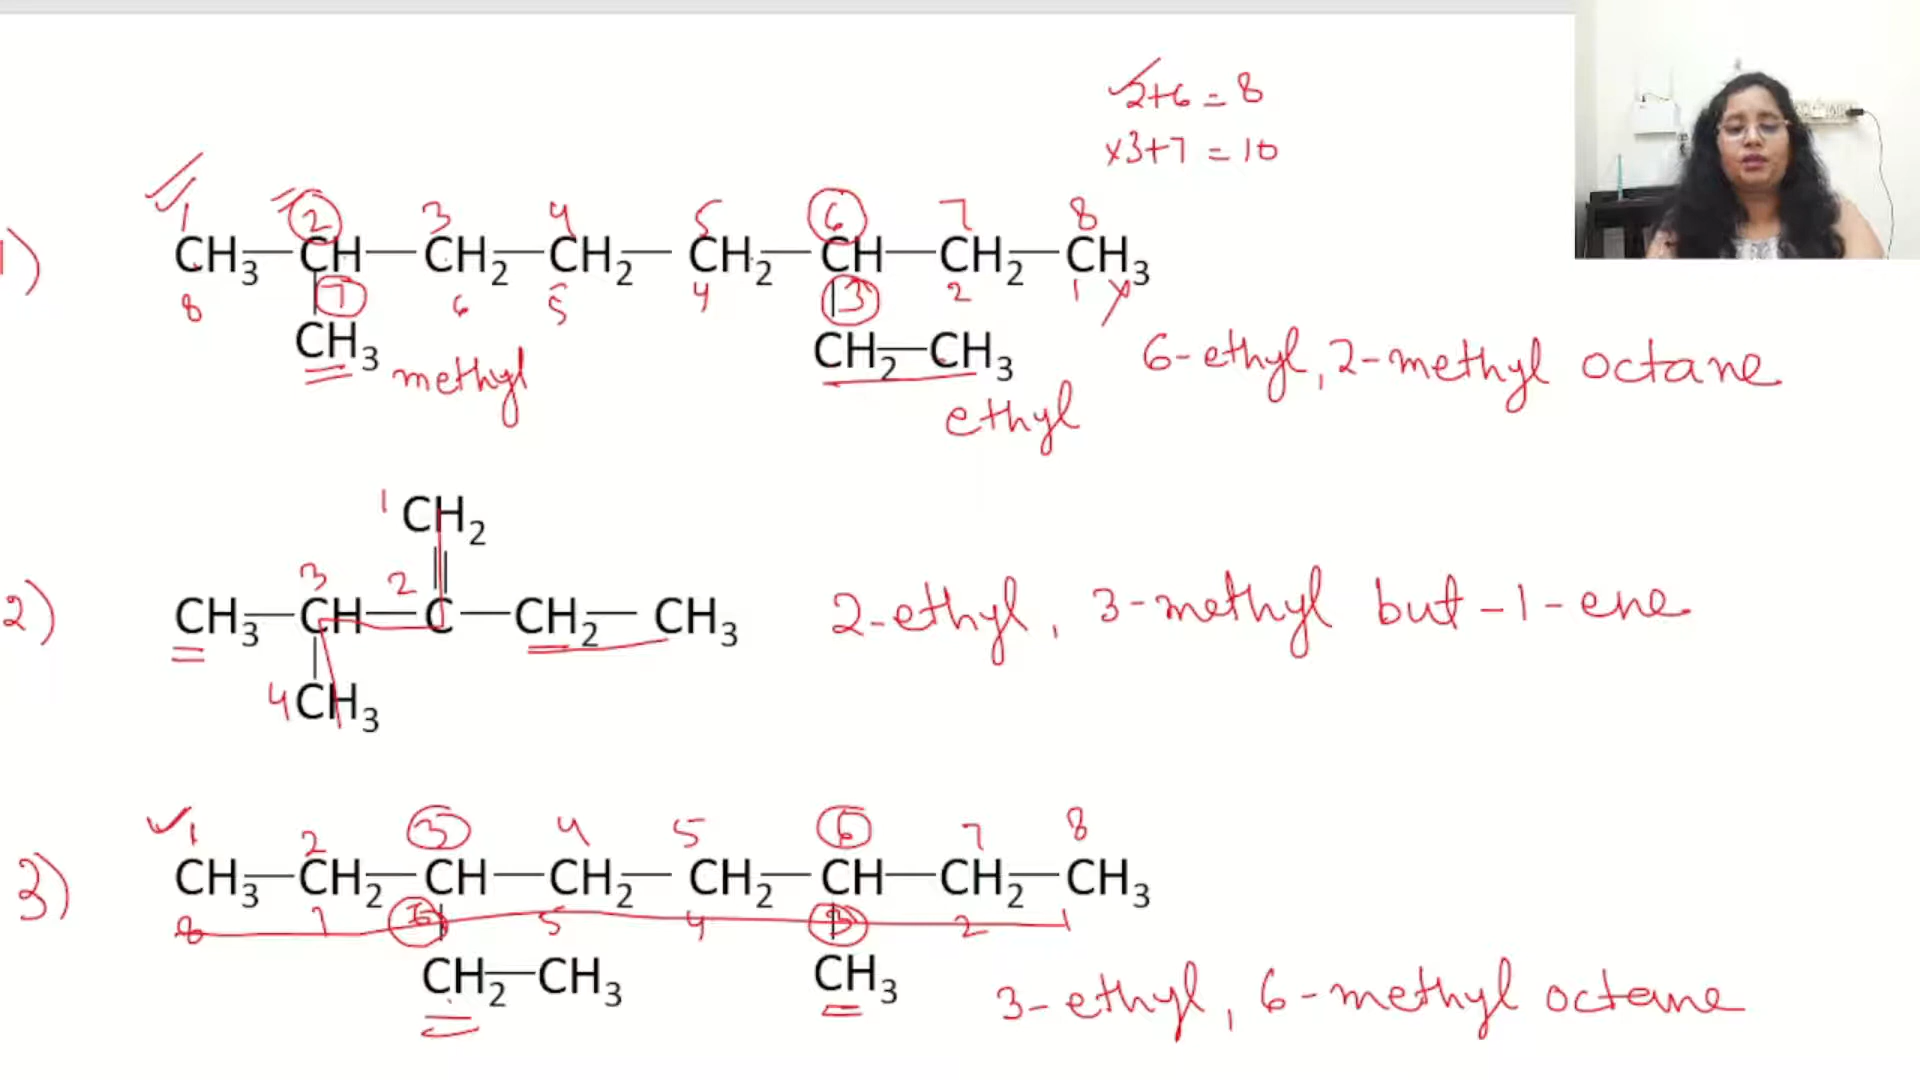 2+6 = 8
x3+7 = 10
1 2 3 4 5 6 7 8
1) CH3—CH—CH2—CH2—CH2—CH—CH2—CH3
8 7 6 5 4 3 2 1 x
CH3 methyl CH2—CH3 6-ethyl, 2-methyl octane
ethyl
1 CH2
3 2
2) CH3—CH—C—CH2—CH3 2-ethyl, 3-methyl but-1-ene
4 CH3
1 2 3 4 5 6 7 8
3) CH3—CH2—CH—CH2—CH2—CH—CH2—CH3
8 7 6 5 4 3 2 1
CH2—CH3 CH3 3-ethyl, 6-methyl octane